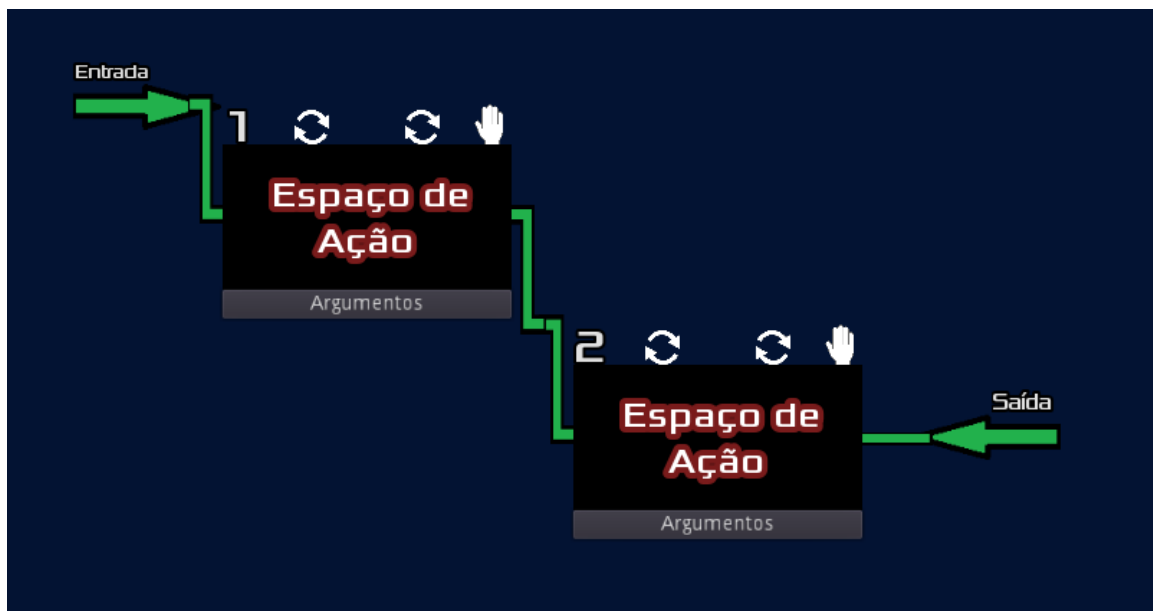 Entrada
1
Espaço de
Ação
Argumentos
2
Espaço de
Ação
Argumentos
Saída